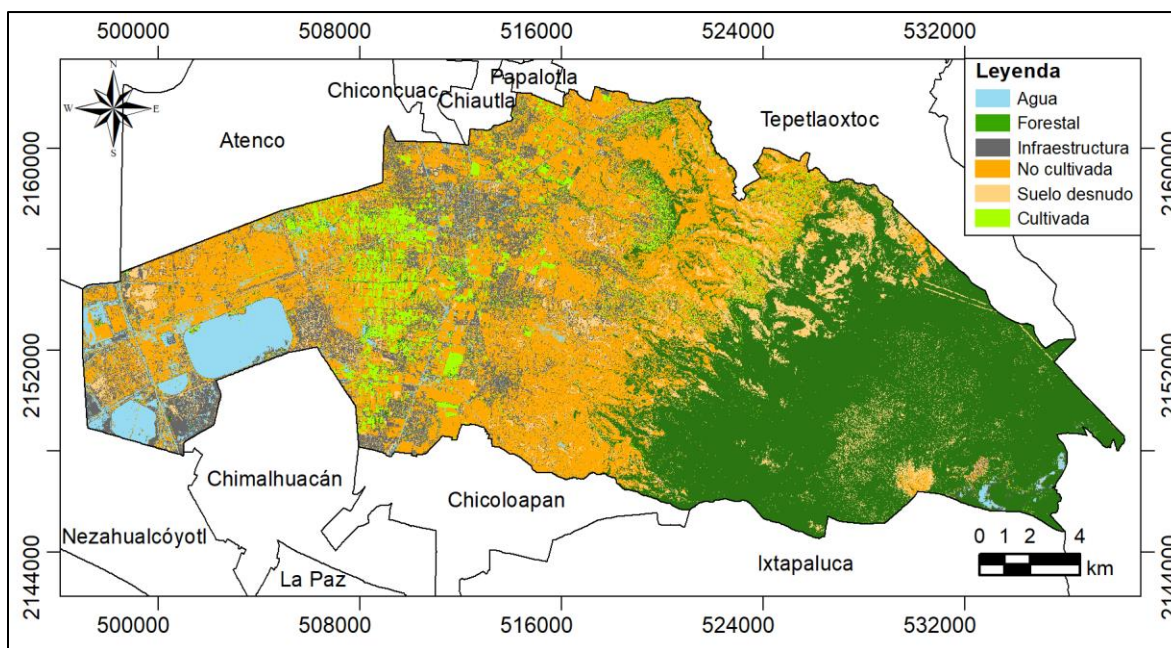 500000 508000 516000 524000 532000
N
W E
S
Papalotla
Chiconcuac
Chiautla
Atenco
Tepetlaoxtoc
Leyenda
Agua
Forestal
Infraestructura
No cultivada
Suelo desnudo
Cultivada
2160000 2160000
2152000 2152000
Chimalhuacán
Chicoloapan
Nezahualcóyotl
La Paz
Ixtapaluca
0 1 2 4
km
2144000 2144000
500000 508000 516000 524000 532000